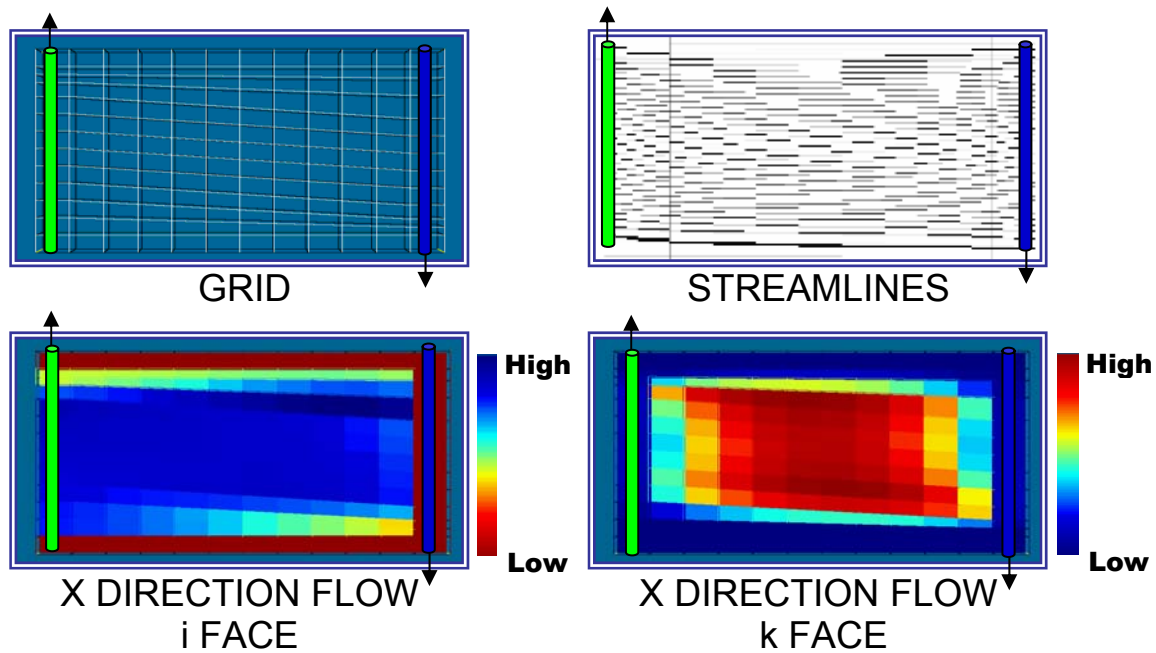 GRID
STREAMLINES
High
Low
X DIRECTION FLOW
i FACE
High
Low
X DIRECTION FLOW
k FACE